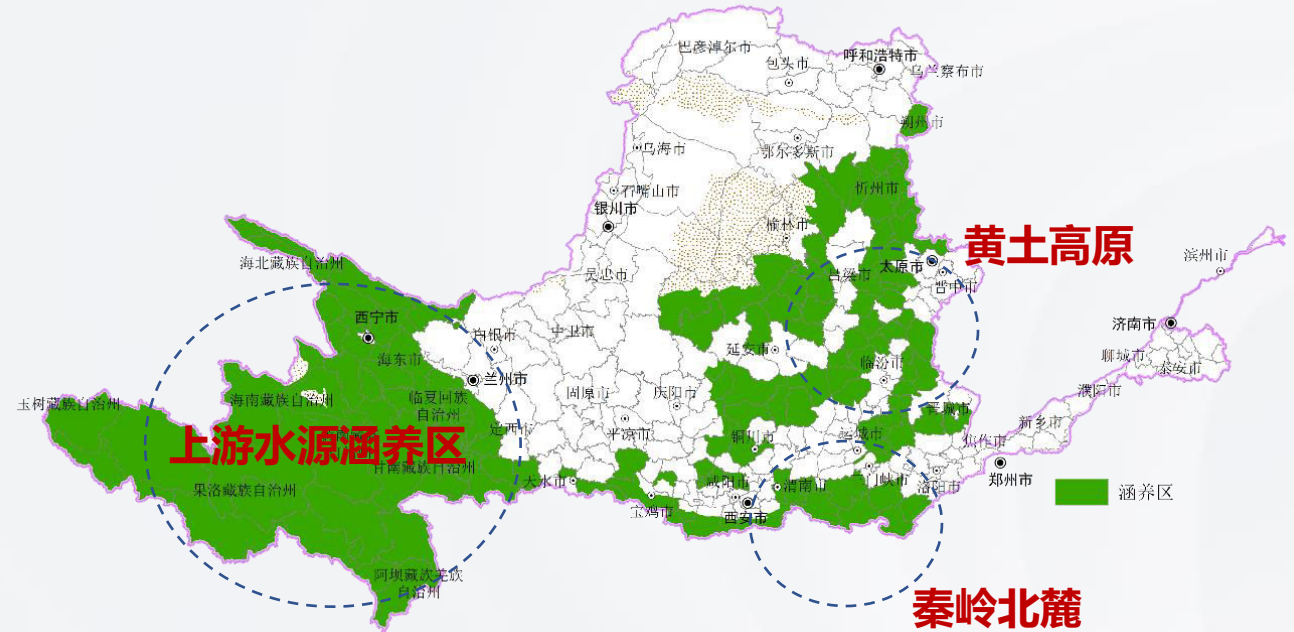 巴彦淖尔市
包头市
呼和浩特市
乌兰察布市
朔州市
鄂尔多斯市
乌海市
石嘴山市
银川市
忻州市
榆林市
黄土高原
滨州市
海北藏族自治州
吴忠市
吕梁市
太原市
晋中市
西宁市
白银市
中卫市
济南市
海东市
延安市
聊城市
泰安市
临汾市
兰州市
濮阳市
玉树藏族自治州
海南藏族自治州
临夏回族
自治州
固原市
庆阳市
晋城市
新乡市
上游水源涵养区
定西市
平凉市
铜川市
运城市
焦作市
甘南藏族自治州
果洛藏族自治州
天水市
咸阳市
渭南市
三门峡市
洛阳市
郑州市
涵养区
宝鸡市
西安市
阿坝藏族羌族
自治州
秦岭北麓